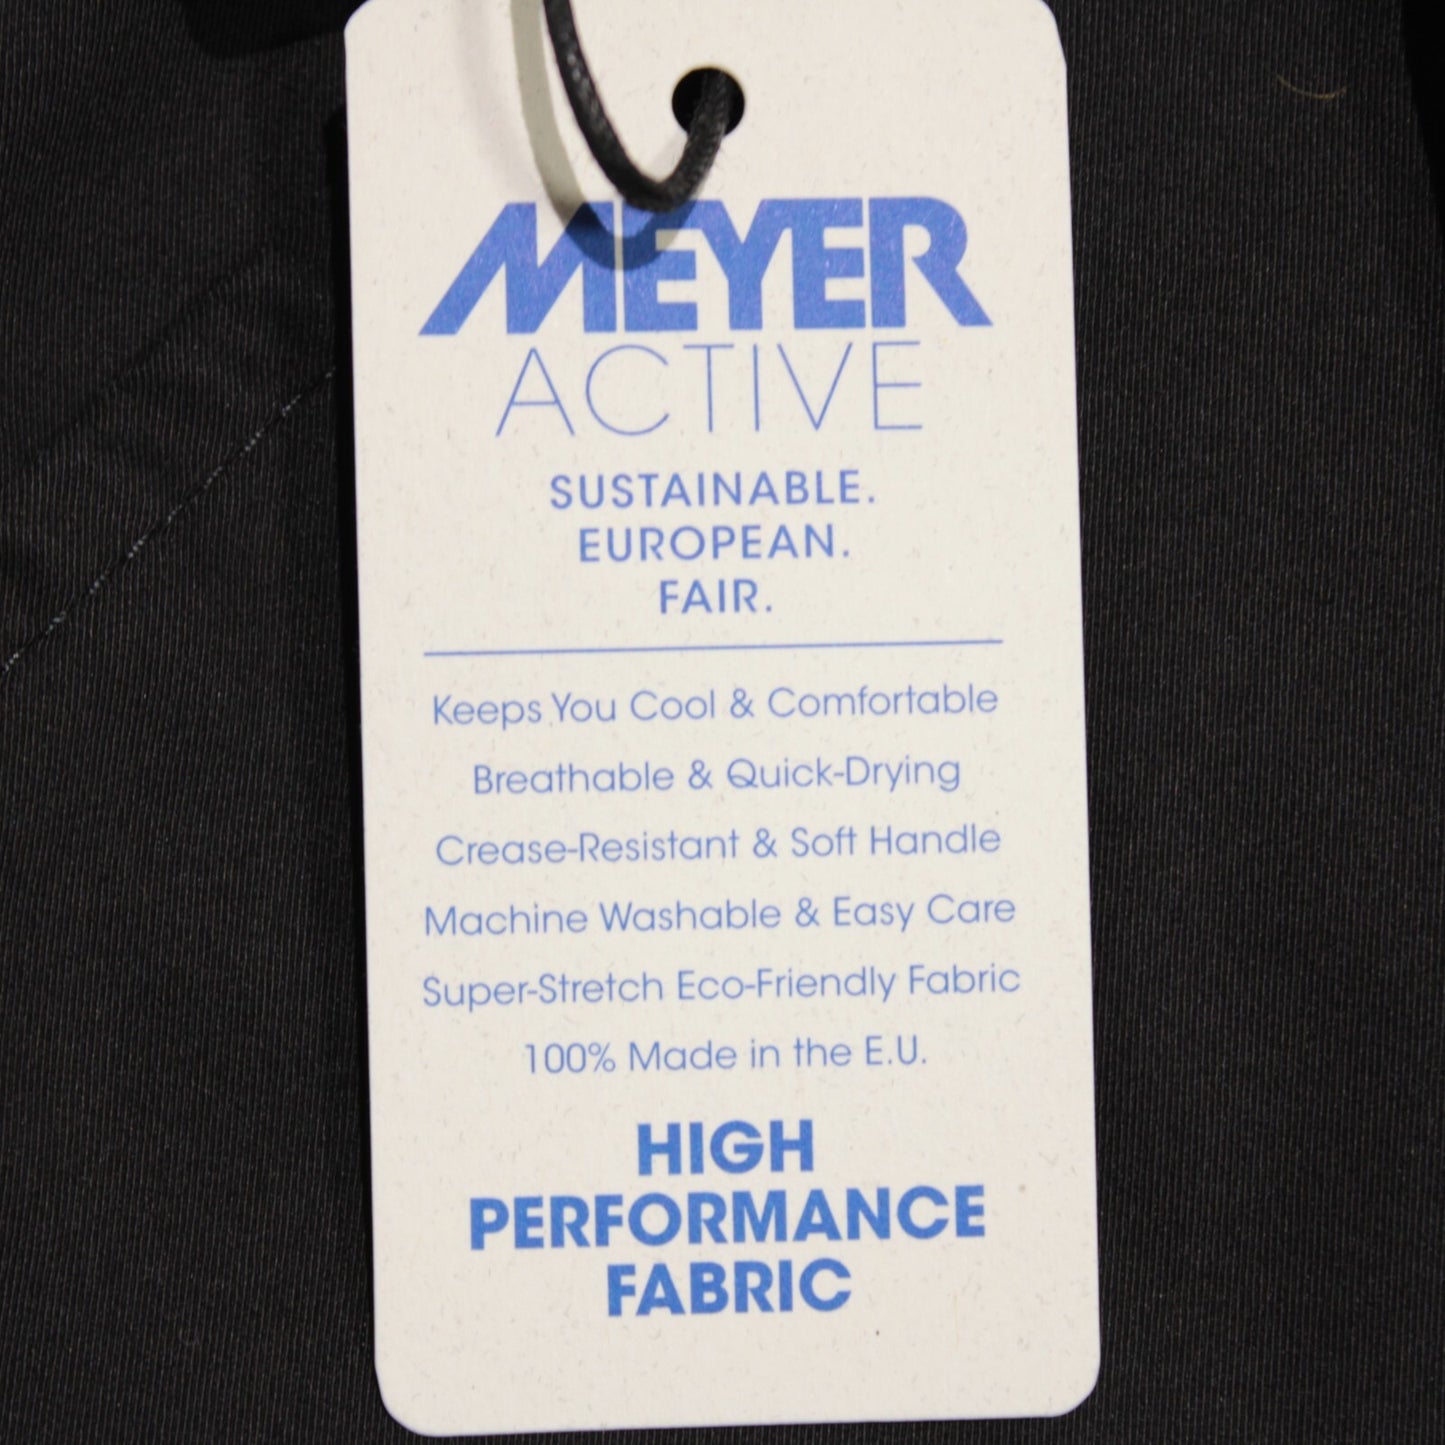 MEYER
ACTIVE
SUSTAINABLE.
EUROPEAN.
FAIR.
Keeps You Cool & Comfortable
Breathable & Quick-Drying
Crease-Resistant & Soft Handle
Machine Washable & Easy Care
Super-Stretch Eco-Friendly Fabric
100% Made in the E.U.
HIGH
PERFORMANCE
FABRIC